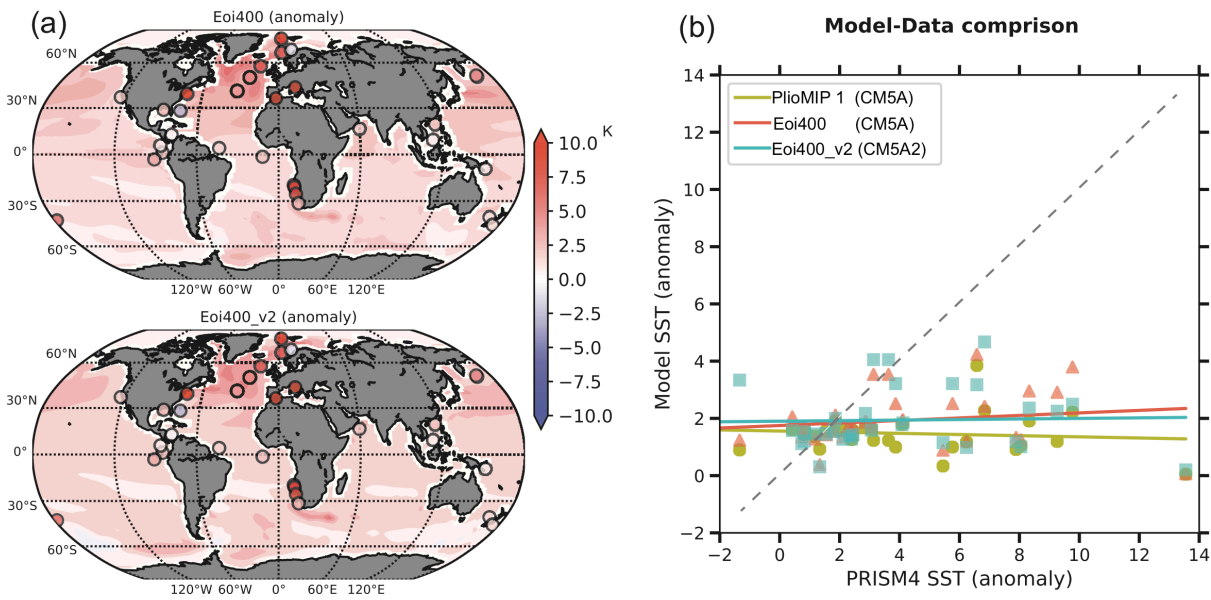 (a)
Eoi400 (anomaly)
60°N
30°N
0°
30°S
60°S
120°W 60°W 0° 60°E 120°E
Eoi400_v2 (anomaly)
60°N
30°N
0°
30°S
60°S
120°W 60°W 0° 60°E 120°E
K
10.0
7.5
5.0
2.5
0.0
−2.5
−5.0
−7.5
−10.0
(b)
Model-Data comprison
PlioMIP 1 (CM5A)
Eoi400 (CM5A)
Eoi400_v2 (CM5A2)
Model SST (anomaly)
14
12
10
8
6
4
2
0
−2
−2 0 2 4 6 8 10 12 14
PRISM4 SST (anomaly)